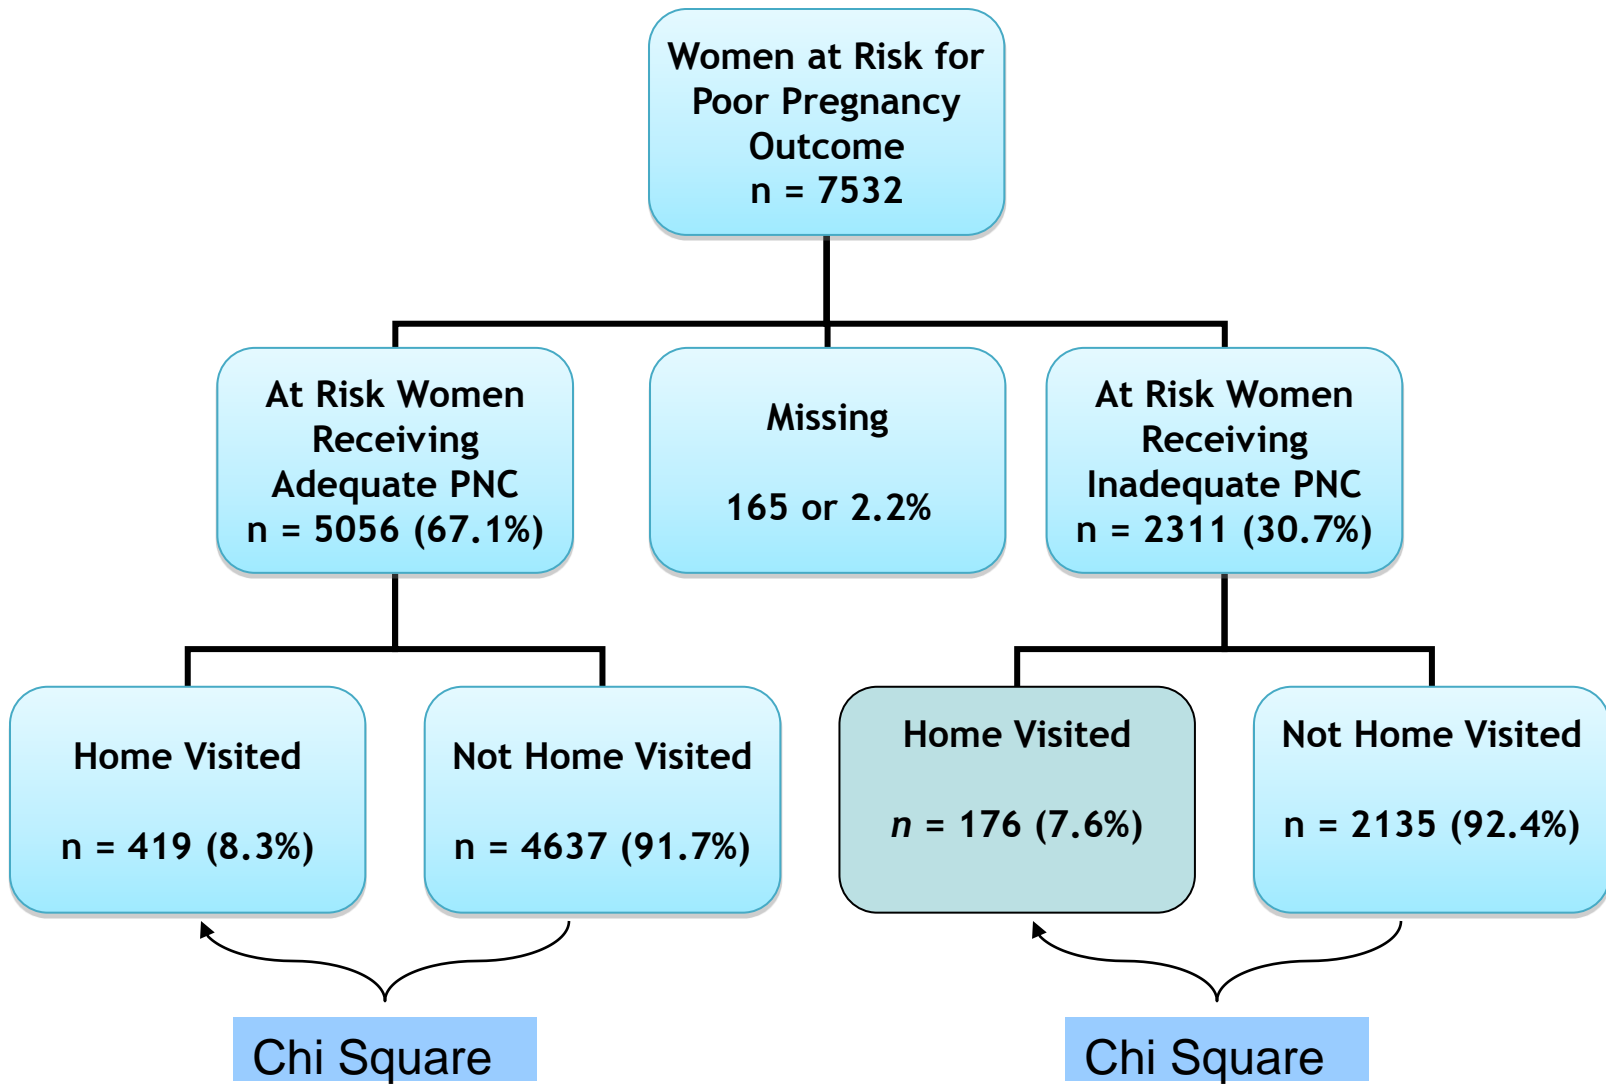 Women at Risk for
Poor Pregnancy
Outcome
n = 7532
At Risk Women
Receiving
Adequate PNC
n = 5056 (67.1%)
Missing
165 or 2.2%
At Risk Women
Receiving
Inadequate PNC
n = 2311 (30.7%)
Home Visited
n = 419 (8.3%)
Not Home Visited
n = 4637 (91.7%)
Home Visited
n = 176 (7.6%)
Not Home Visited
n = 2135 (92.4%)
Chi Square
Chi Square